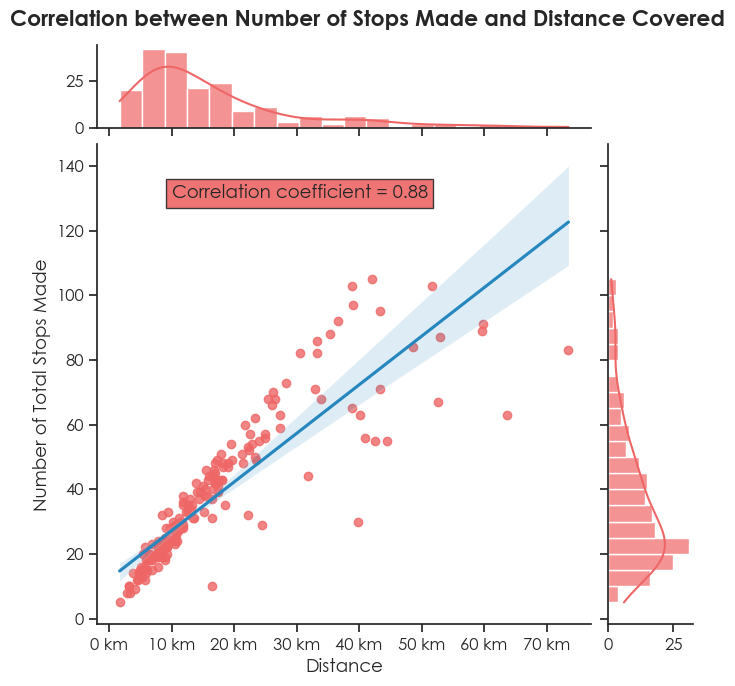 Correlation between Number of Stops Made and Distance Covered
25
0
140
120
100
80
60
40
20
0
Number of Total Stops Made
Correlation coefficient = 0.88
0 km 10 km 20 km 30 km 40 km 50 km 60 km 70 km
Distance
0 25